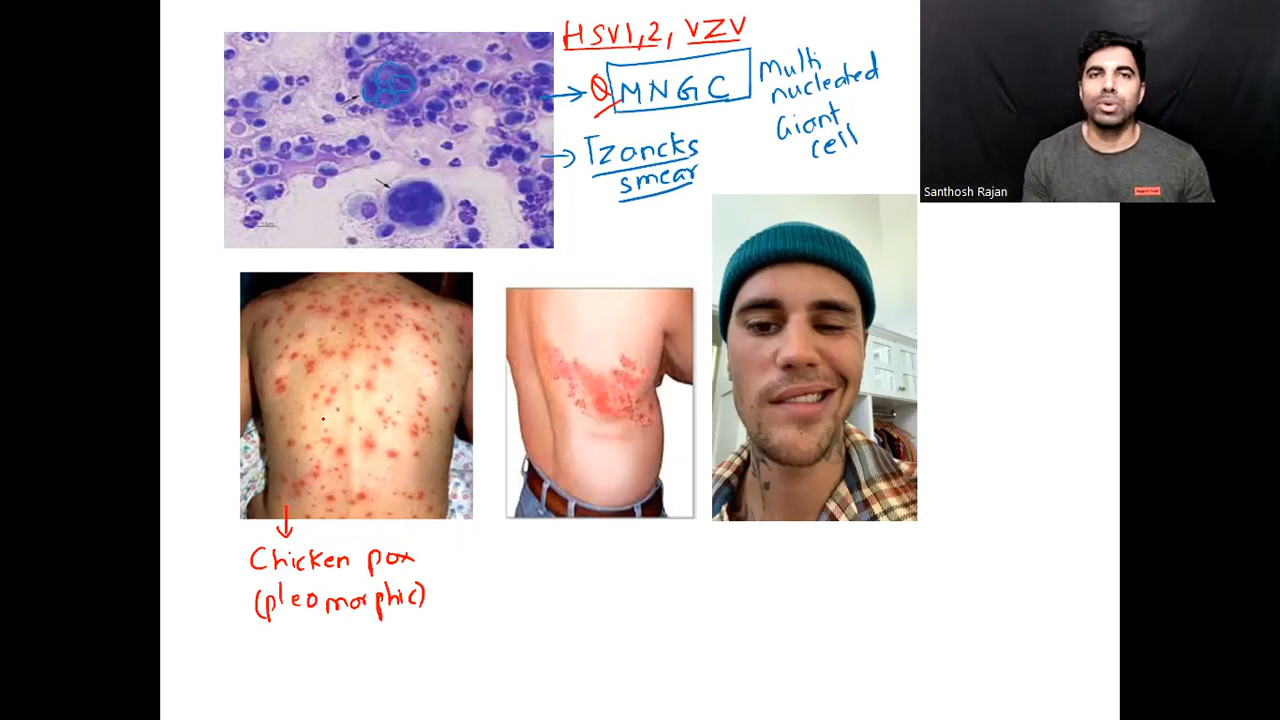 HSV1,2, VZV
Q MNGC
Multi
nucleated
Giant
cell
Tzancks
smear
Santhosh Rajan
Chicken pox
(pleomorphic)